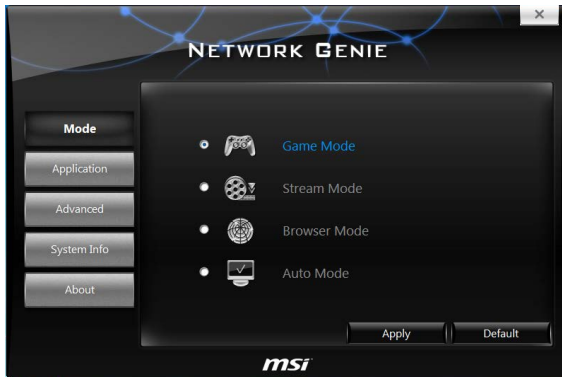 NETWORK GENIE
Mode
Application
Advanced
System Info
About
Game Mode
Stream Mode
Browser Mode
Auto Mode
Apply
Default
msi